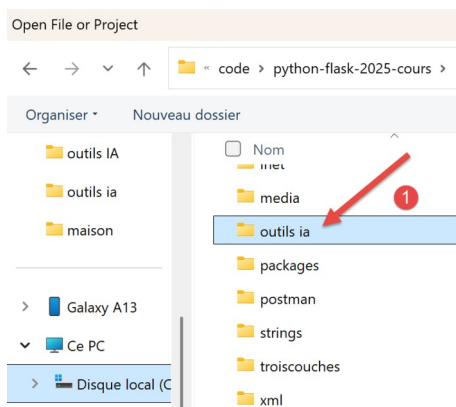 Open File or Project
« code > python-flask-2025-cours >
Organiser
Nouveau dossier
outils IA
outils ia
maison
Galaxy A13
Ce PC
Disque local (C
Nom
inet
media
1
outils ia
packages
postman
strings
troiscouches
xml